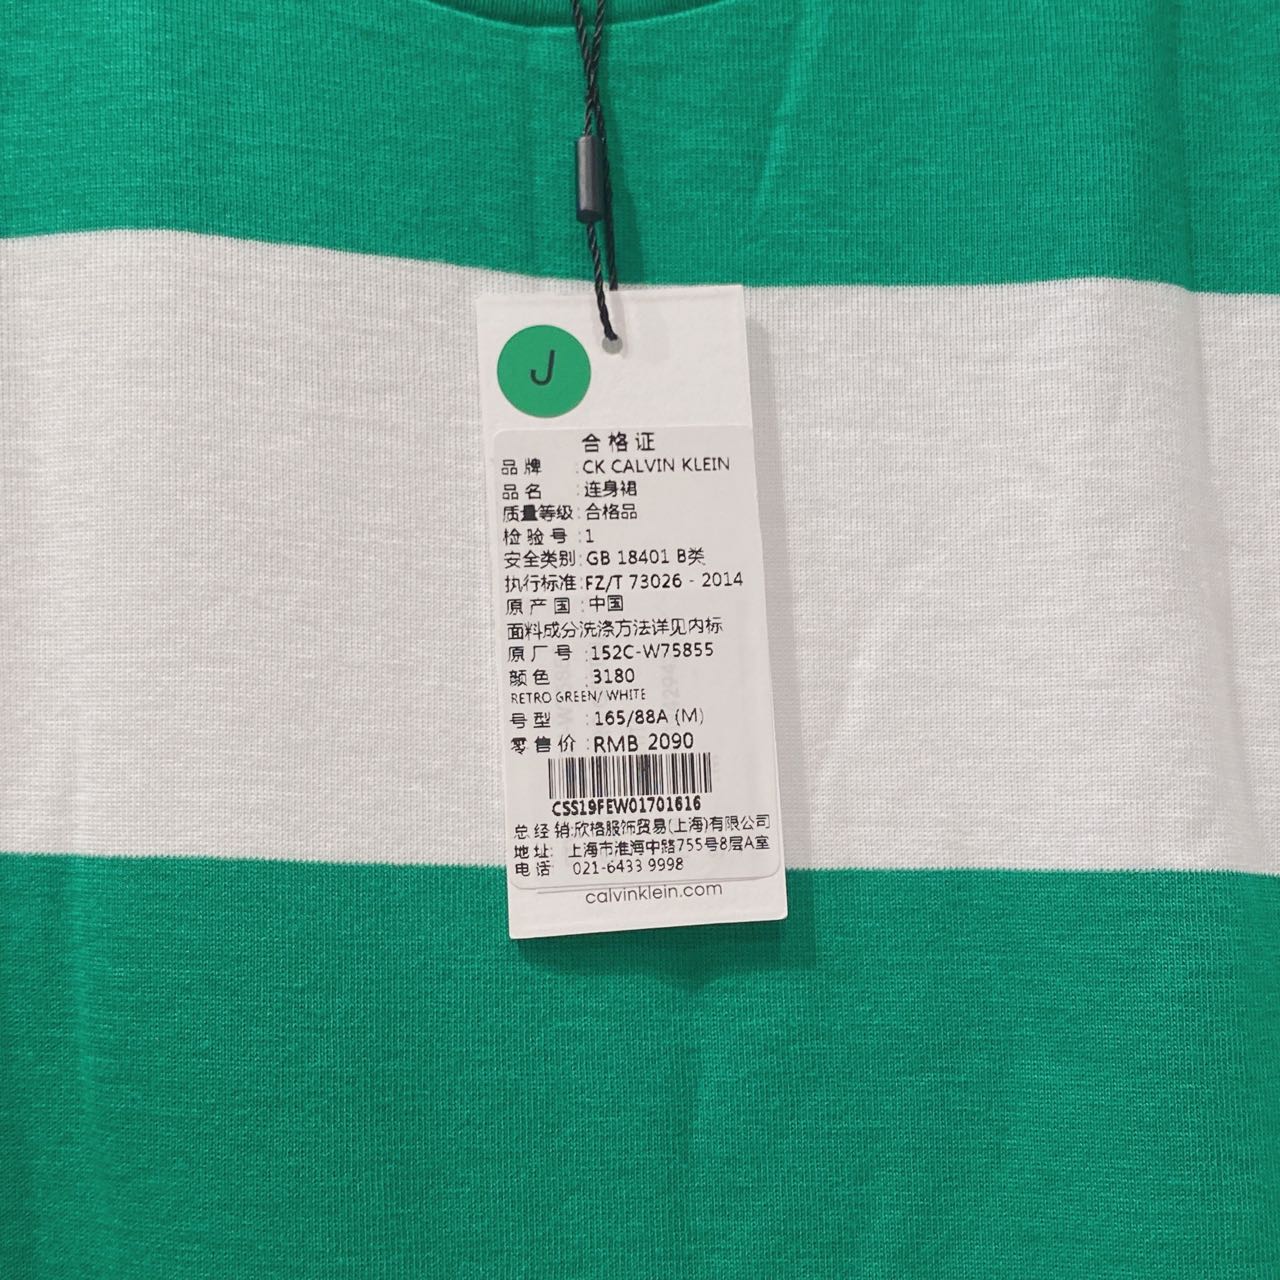 J
合格证
品牌 : CK CALVIN KLEIN
品名 : 连身裙
质量等级: 合格品
检验号 : 1
安全类别: GB 18401 B类
执行标准: FZ/T 73026 - 2014
原产国 : 中国
面料成分洗涤方法详见内标
原厂号 : 152C-W75855
颜色 : 3180
RETRO GREEN/ WHITE
号型 : 165/88A (M)
零售价 : RMB 2090
CSS19FEW01701616
总经销:欣格服饰贸易(上海)有限公司
地址: 上海市淮海中路755号8层A室
电话 021-6433 9998
calvinklein.com